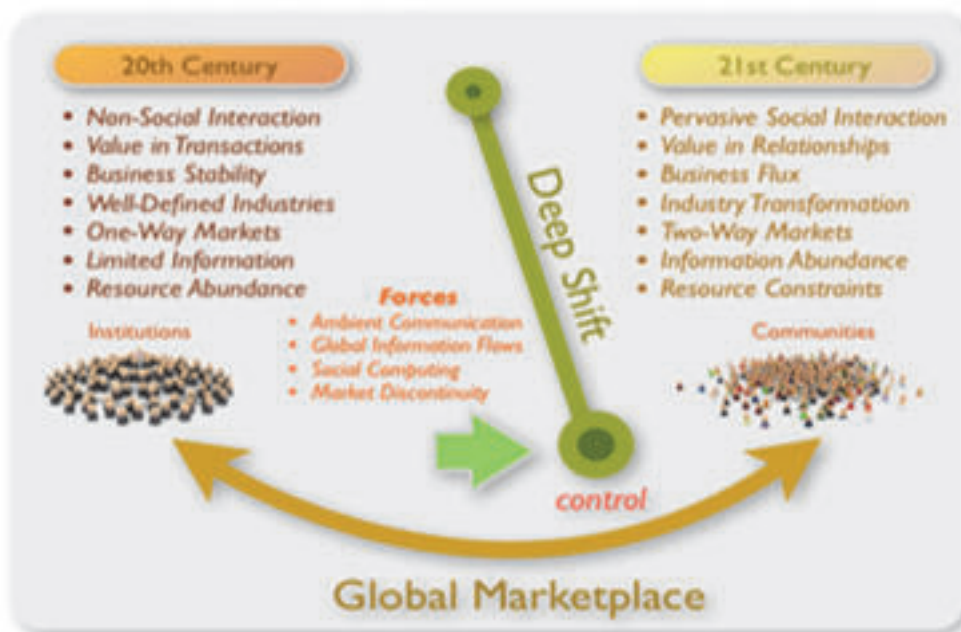 20th Century
• Non-Social Interaction
• Value in Transactions
• Business Stability
• Well-Defined Industries
• One-Way Markets
• Limited Information
• Resource Abundance
Institutions
Forces
• Ambient Communication
• Global Information Flows
• Social Computing
• Market Discontinuity
Deep Shift
control
21st Century
• Pervasive Social Interaction
• Value in Relationships
• Business Flux
• Industry Transformation
• Two-Way Markets
• Information Abundance
• Resource Constraints
Communities
Global Marketplace